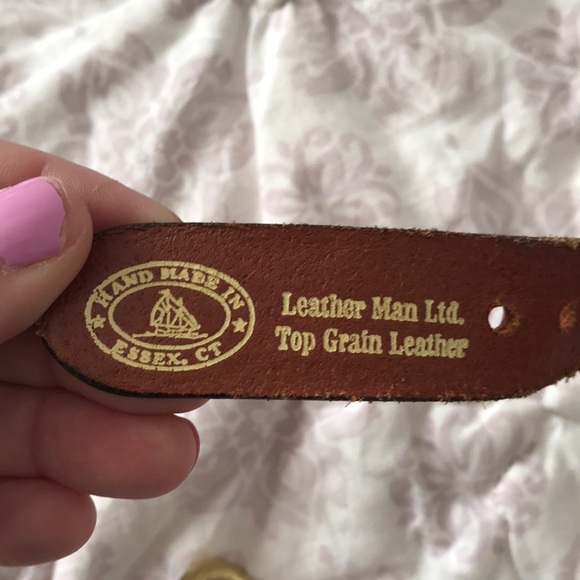 HAND MADE IN
ESSEX, CT
Leather Man Ltd.
Top Grain Leather